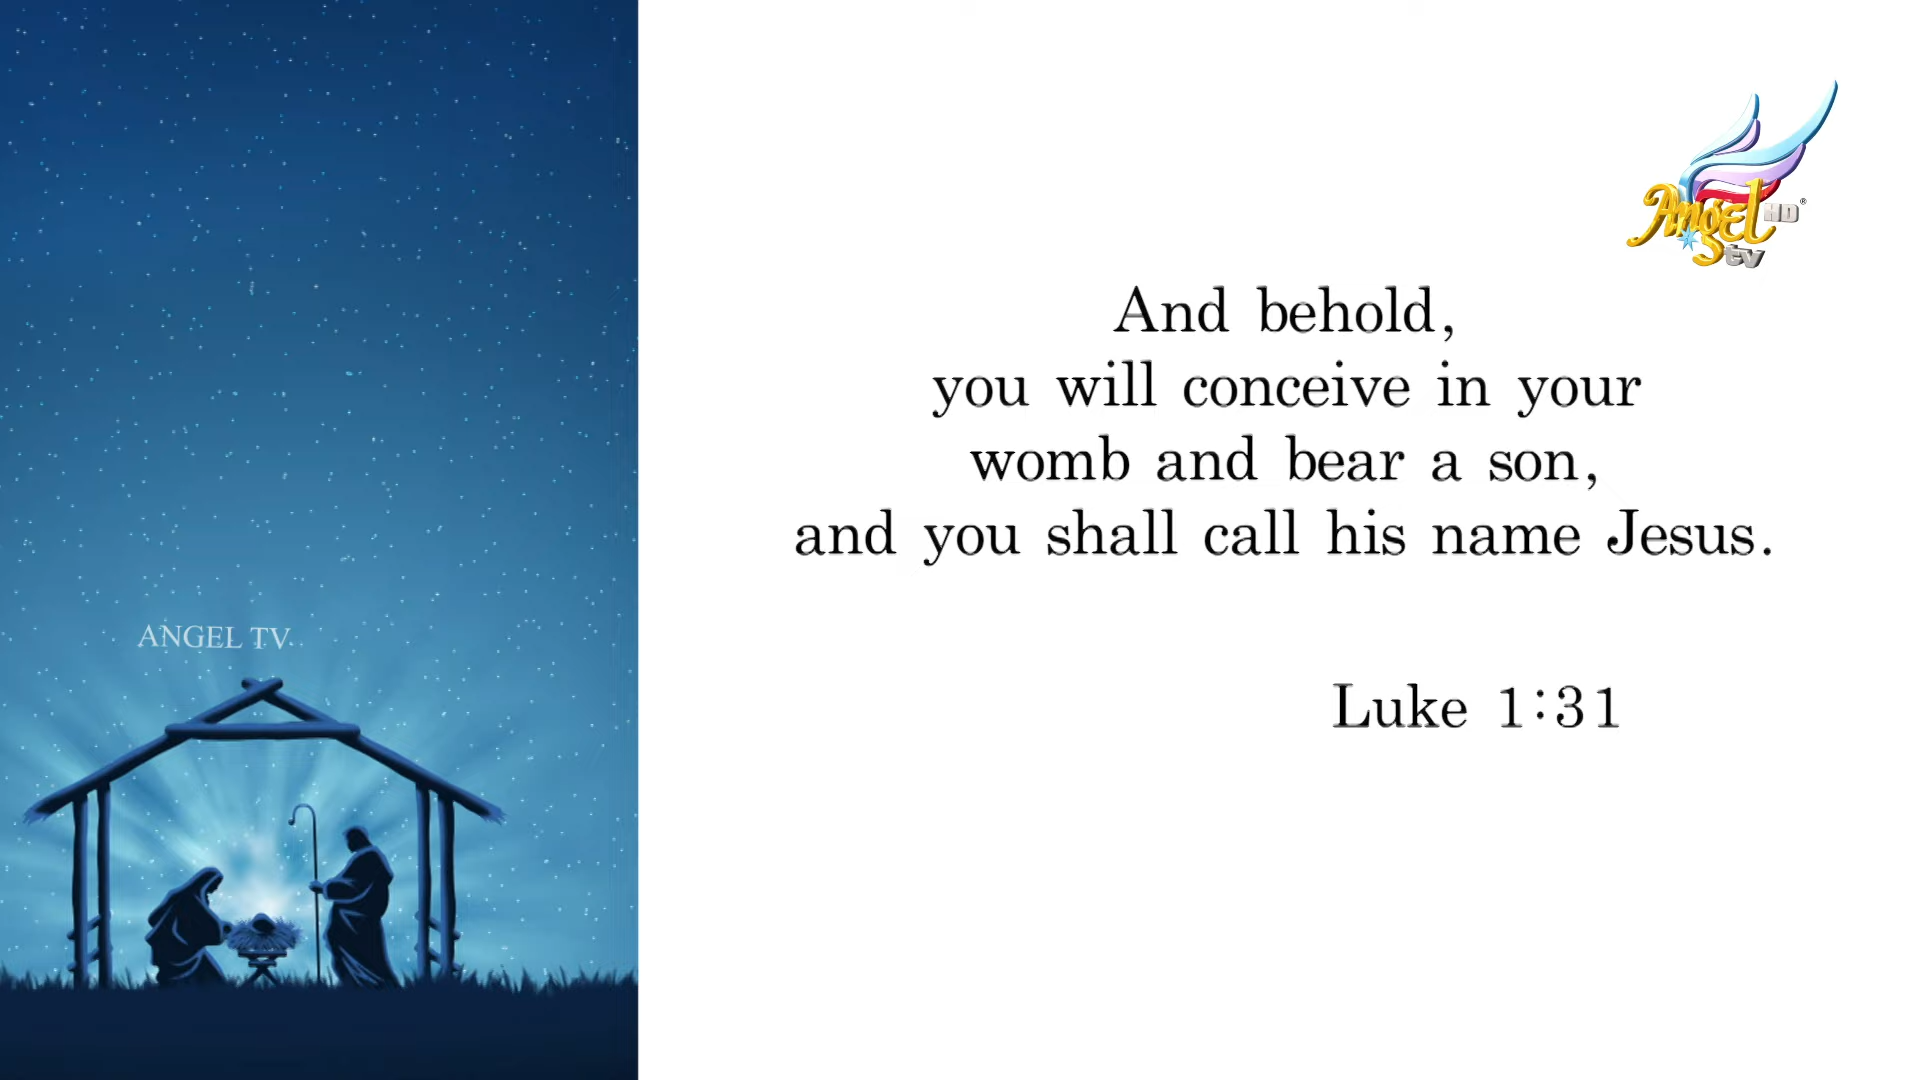 Angel HD®
tv
And behold,
you will conceive in your
womb and bear a son,
and you shall call his name Jesus.
Luke 1:31
ANGEL TV